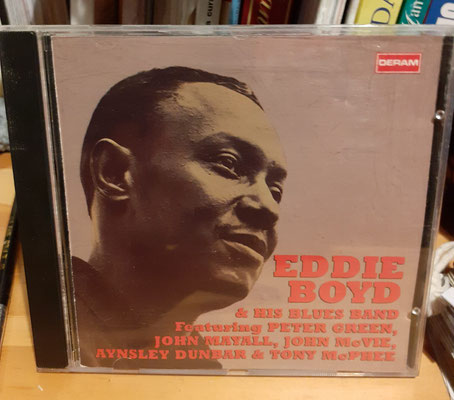 DERAM
EDDIE
BOYD
& HIS BLUES BAND
Featuring PETER GREEN,
JOHN MAYALL, JOHN McVIE,
AYNSLEY DUNBAR & TONY McPHEE